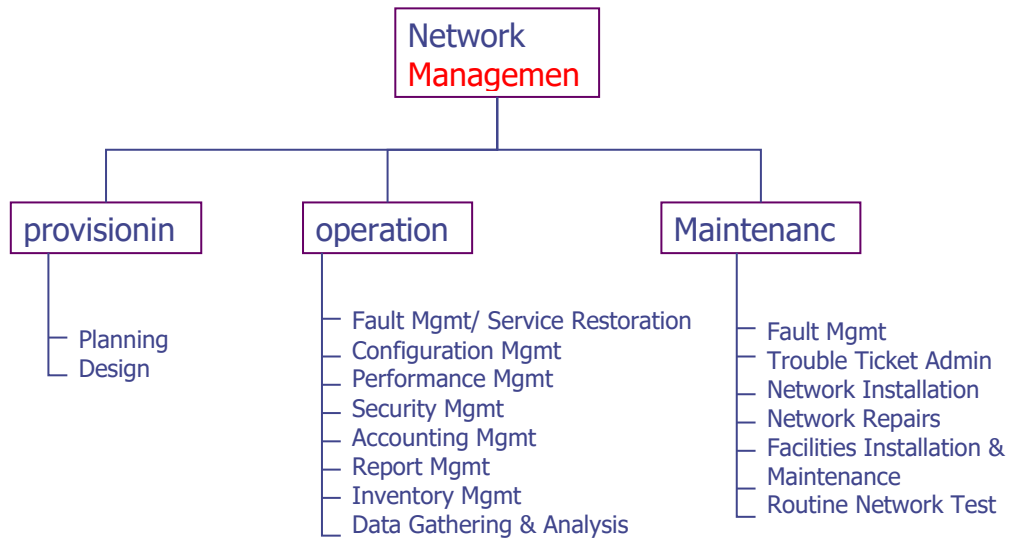 Network
Managemen
provisionin
operation
Maintenanc
Planning
Design
Fault Mgmt/ Service Restoration
Configuration Mgmt
Performance Mgmt
Security Mgmt
Accounting Mgmt
Report Mgmt
Inventory Mgmt
Data Gathering & Analysis
Fault Mgmt
Trouble Ticket Admin
Network Installation
Network Repairs
Facilities Installation &
Maintenance
Routine Network Test